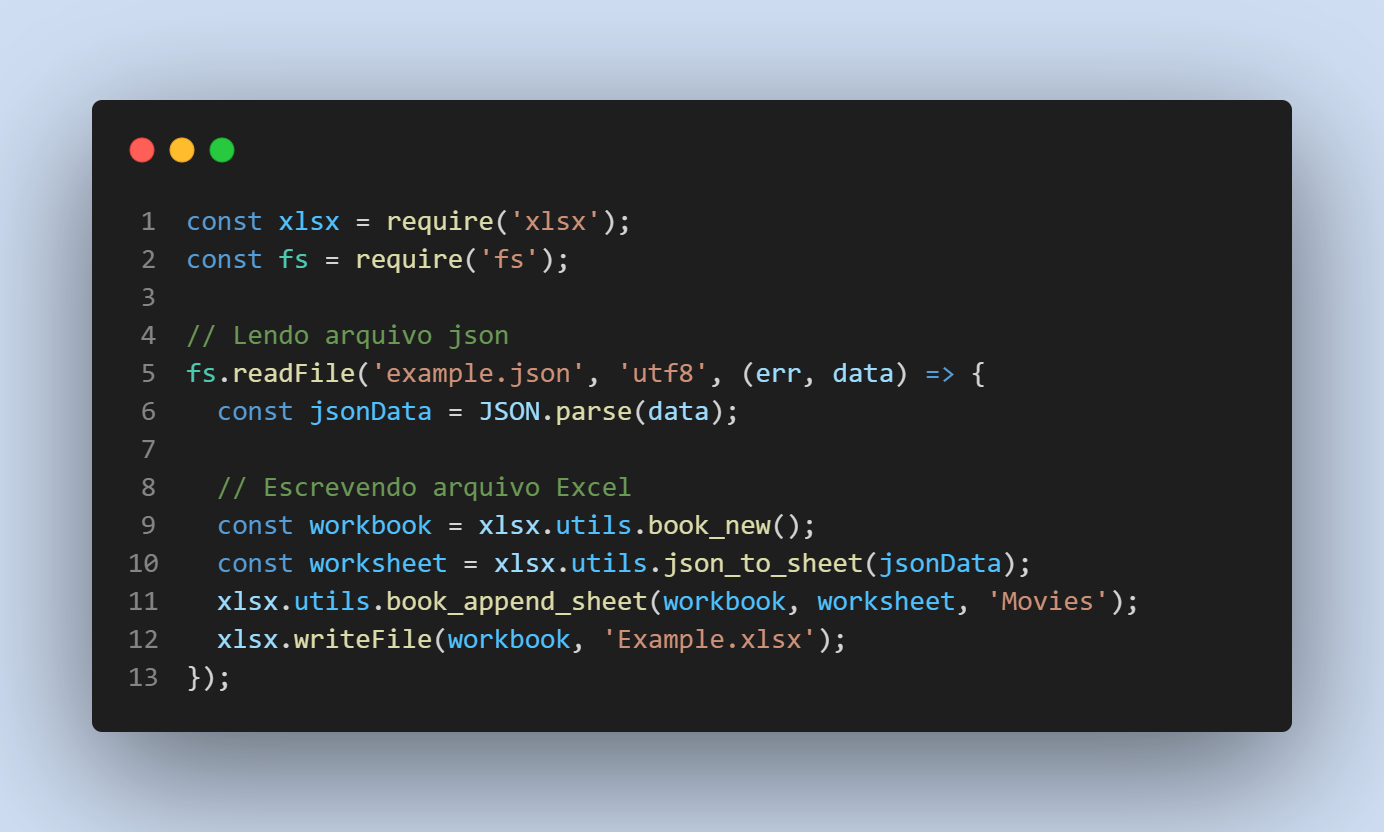 1 const xlsx = require('xlsx');
2 const fs = require('fs');
3
4 // Lendo arquivo json
5 fs.readFile('example.json', 'utf8', (err, data) => {
6   const jsonData = JSON.parse(data);
7
8   // Escrevendo arquivo Excel
9   const workbook = xlsx.utils.book_new();
10   const worksheet = xlsx.utils.json_to_sheet(jsonData);
11   xlsx.utils.book_append_sheet(workbook, worksheet, 'Movies');
12   xlsx.writeFile(workbook, 'Example.xlsx');
13 });